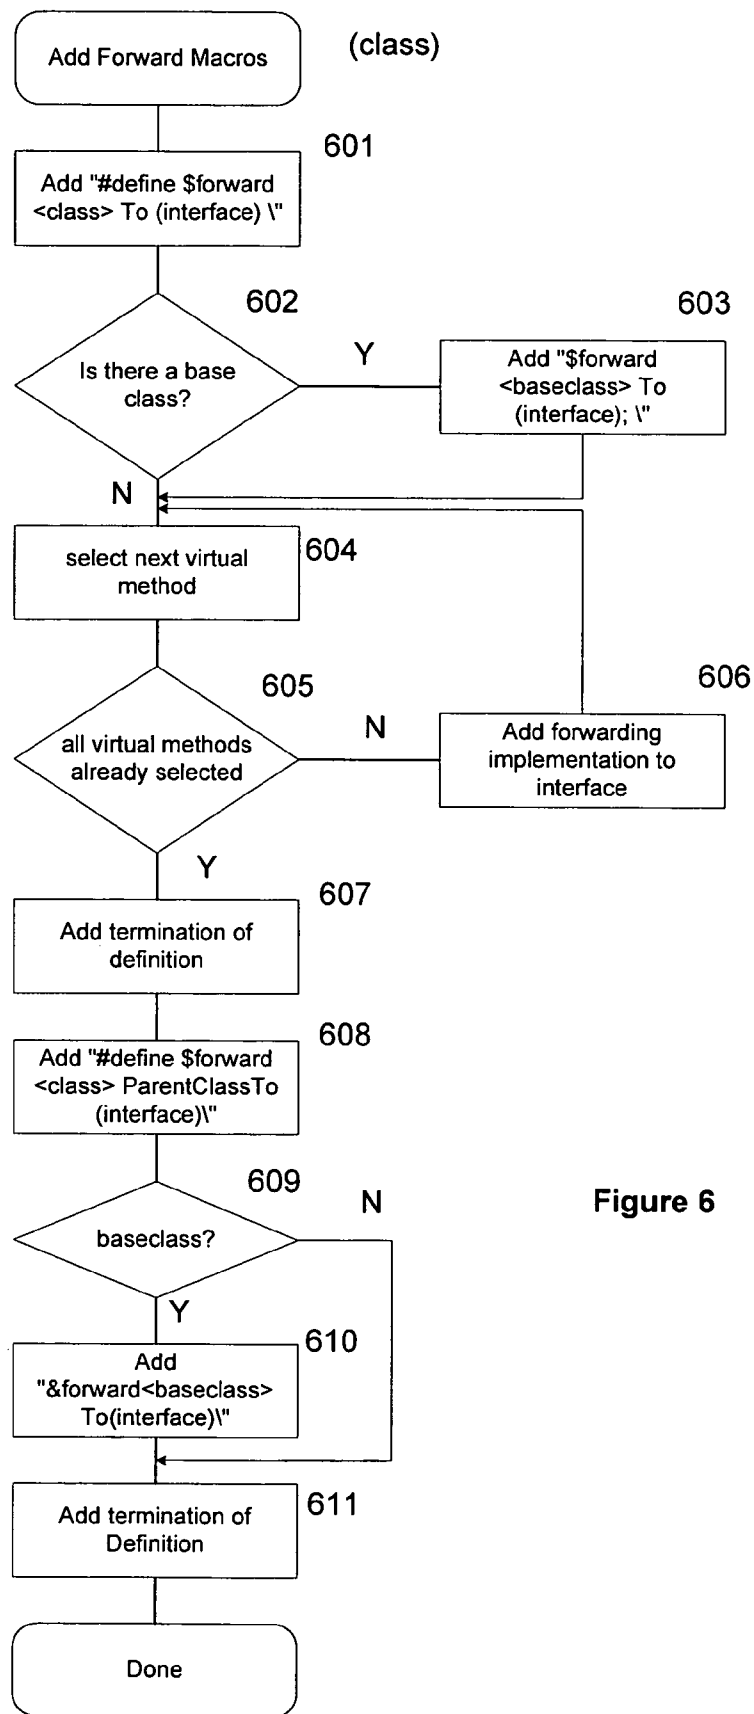 Add Forward Macros
(class)
601
Add "#define $forward
<class> To (interface) \"
602
603
Is there a base
class?
Y
Add "$forward
<baseclass> To
(interface); \"
N
604
select next virtual
method
605
606
all virtual methods
already selected
N
Add forwarding
implementation to
interface
Y
607
Add termination of
definition
608
Add "#define $forward
<class> ParentClassTo
(interface)\"
609
N
Figure 6
baseclass?
Y
610
Add
"&forward<baseclass>
To(interface)\"
611
Add termination of
Definition
Done